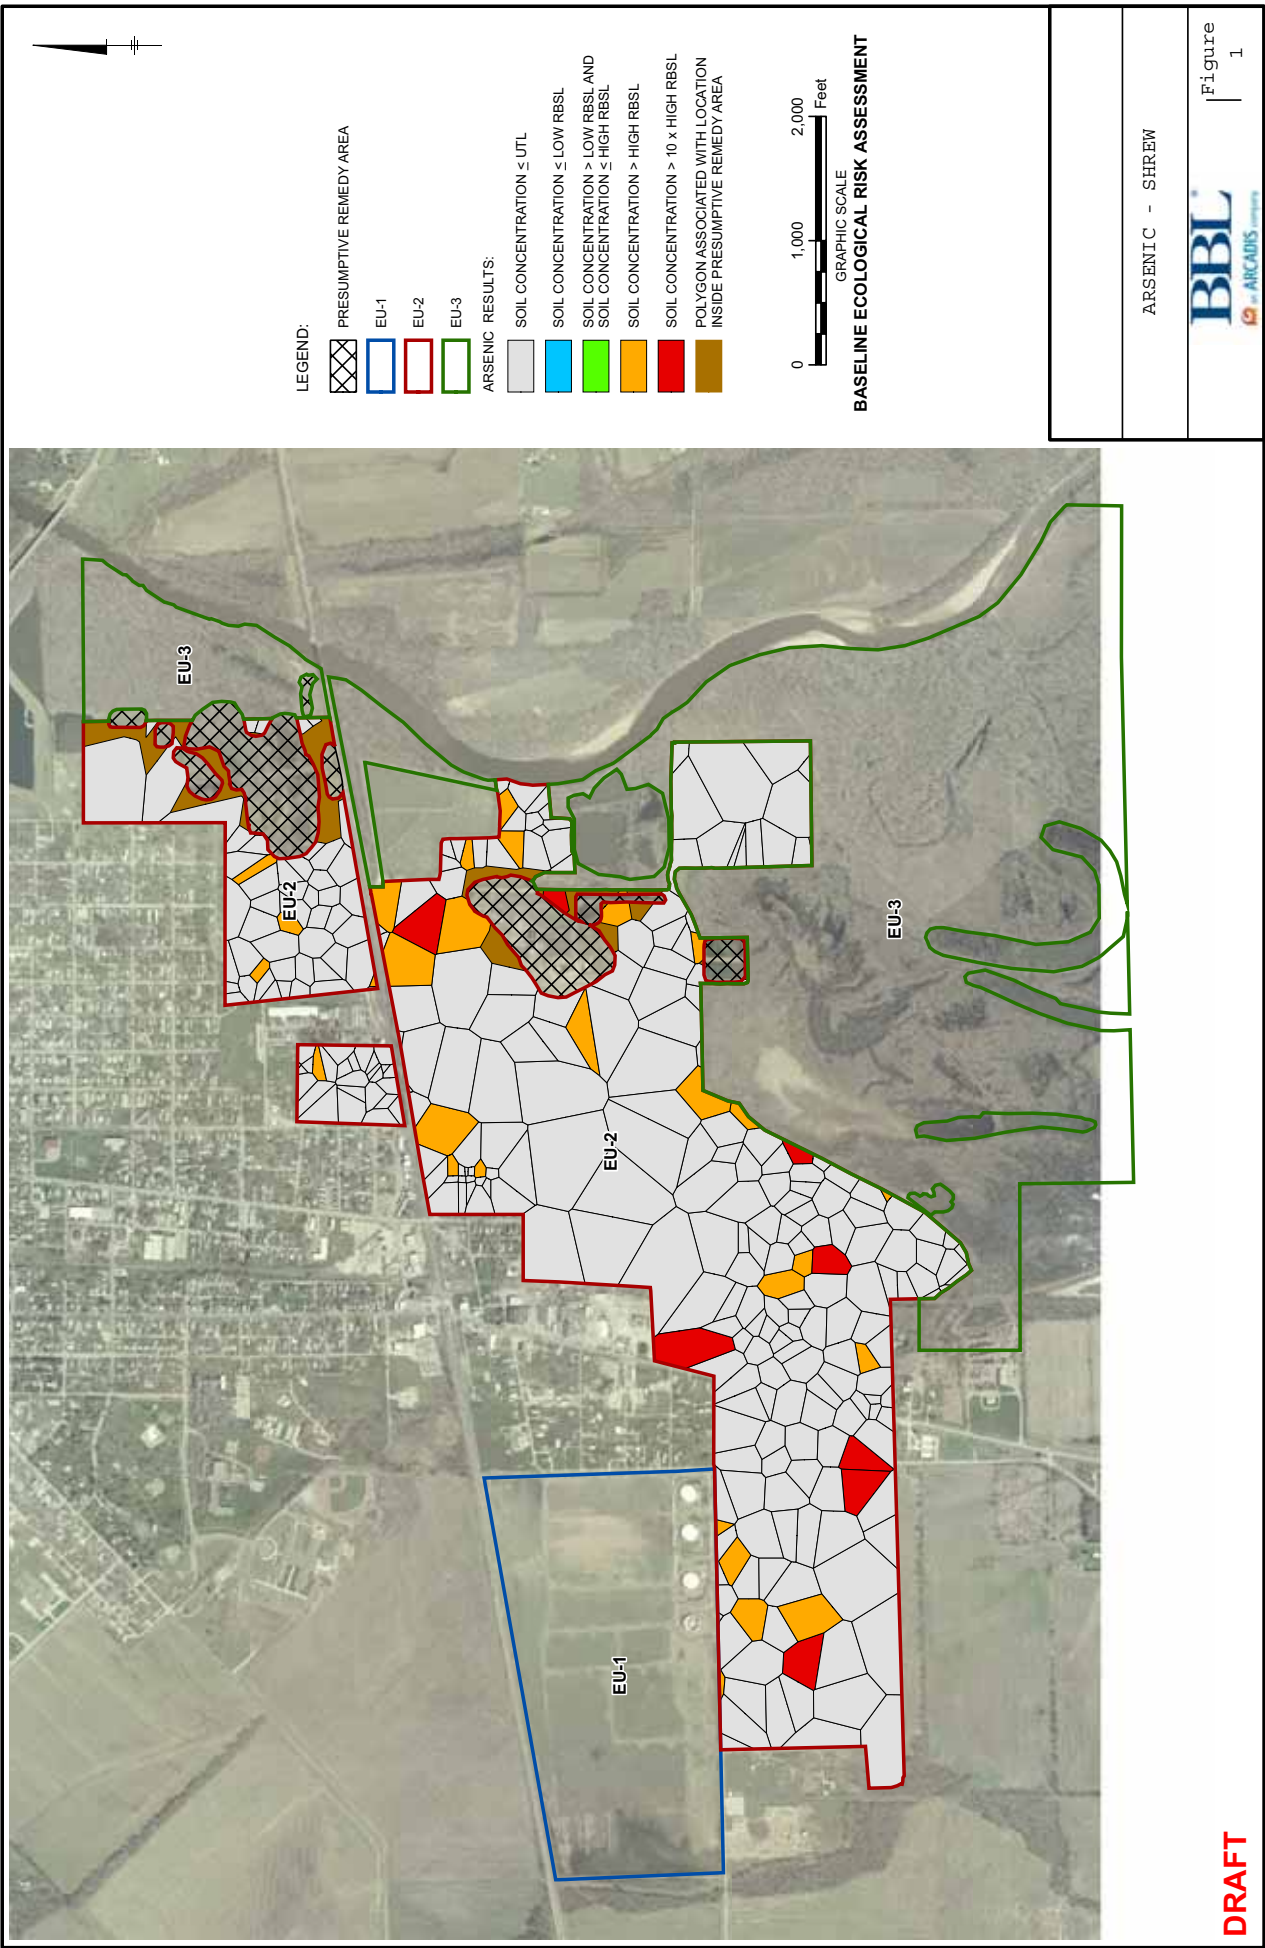 LEGEND:
PRESUMPTIVE REMEDY AREA
EU-1
EU-2
EU-3
ARSENIC RESULTS:
SOIL CONCENTRATION ≤ UTL
SOIL CONCENTRATION ≤ LOW RBSL
SOIL CONCENTRATION > LOW RBSL AND
SOIL CONCENTRATION ≤ HIGH RBSL
SOIL CONCENTRATION > HIGH RBSL
SOIL CONCENTRATION > 10 x HIGH RBSL
POLYGON ASSOCIATED WITH LOCATION
INSIDE PRESUMPTIVE REMEDY AREA
0 1,000 2,000
Feet
GRAPHIC SCALE
BASELINE ECOLOGICAL RISK ASSESSMENT
ARSENIC - SHREW
BBL
an ARCADIS company
Figure
1
EU-3
EU-2
EU-3
EU-2
EU-1
DRAFT